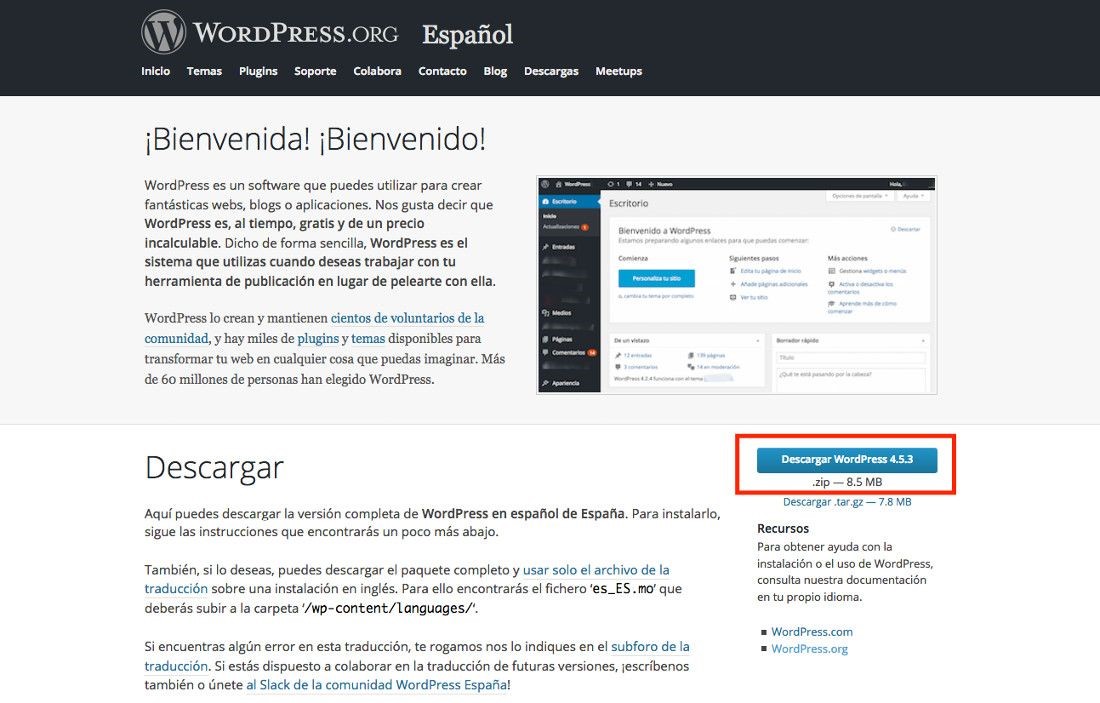 WORDPRESS.ORG Español
Inicio Temas Plugins Soporte Colabora Contacto Blog Descargas Meetups
¡Bienvenida! ¡Bienvenido!
WordPress es un software que puedes utilizar para crear
fantásticas webs, blogs o aplicaciones. Nos gusta decir que
WordPress es, al tiempo, gratis y de un precio
incalculable. Dicho de forma sencilla, WordPress es el
sistema que utilizas cuando deseas trabajar con tu
herramienta de publicación en lugar de pelearte con ella.
WordPress lo crean y mantienen cientos de voluntarios de la
comunidad, y hay miles de plugins y temas disponibles para
transformar tu web en cualquier cosa que puedas imaginar. Más
de 60 millones de personas han elegido WordPress.
WordPress 1 14 Nuevo Hola,
Escritorio
Inicio
Actualizaciones 1
Entradas
Medios
Páginas
Comentarios 14
Apariencia
Escritorio
Opciones de pantalla Ayuda
Bienvenido a WordPress
Descartar
Estamos preparando algunos enlaces para que puedas comenzar:
Comienza
Personaliza tu sitio
o, cambia tu tema por completo
Siguientes pasos
Edita tu página de inicio
Añade páginas adicionales
Ver tu sitio
Más acciones
Gestiona widgets o menús
Activa o desactiva los
comentarios
Aprende más de cómo
comenzar
De un vistazo
12 entradas 139 páginas
3 comentarios 14 en moderación
WordPress 4.2.4 funciona con el tema
Borrador rápido
Título
¿Qué te está pasando por la cabeza?
Descargar
Aquí puedes descargar la versión completa de WordPress en español de España. Para instalarlo,
sigue las instrucciones que encontrarás un poco más abajo.
También, si lo deseas, puedes descargar el paquete completo y usar solo el archivo de la
traducción sobre una instalación en inglés. Para ello encontrarás el fichero 'es_ES.mo' que
deberás subir a la carpeta '/wp-content/languages/'.
Si encuentras algún error en esta traducción, te rogamos nos lo indiques en el subforo de la
traducción. Si estás dispuesto a colaborar en la traducción de futuras versiones, ¡escríbenos
también o únete al Slack de la comunidad WordPress España!
Descargar WordPress 4.5.3
.zip — 8.5 MB
Descargar .tar.gz — 7.8 MB
Recursos
Para obtener ayuda con la
instalación o el uso de WordPress,
consulta nuestra documentación
en tu propio idioma.
WordPress.com
WordPress.org